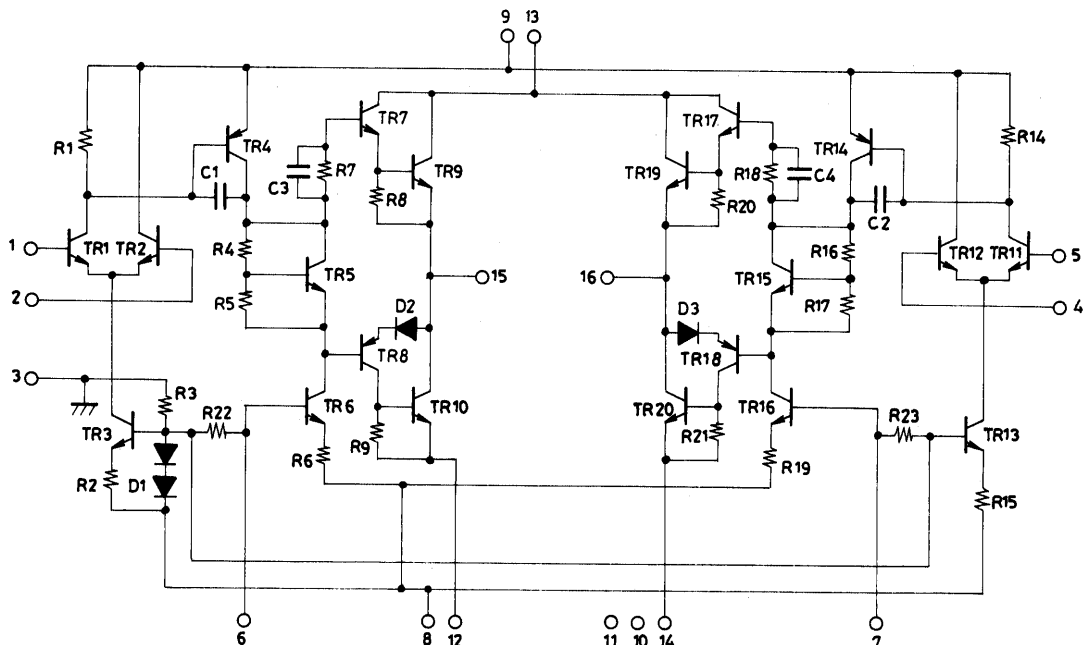 9 13
R1
TR4
TR7
TR17
TR14
R14
C1
C3
R7
R8
TR9
TR19
R18
C4
R20
C2
1
TR1
TR2
R4
TR5
TR15
R16
TR12
TR11
5
2
R5
15
16
R17
4
D2
D3
3
R3
TR8
TR18
R22
TR6
TR10
TR20
TR16
R23
TR3
R9
R21
TR13
R2
D1
R6
R19
R15
6
8
12
11
10
14
7